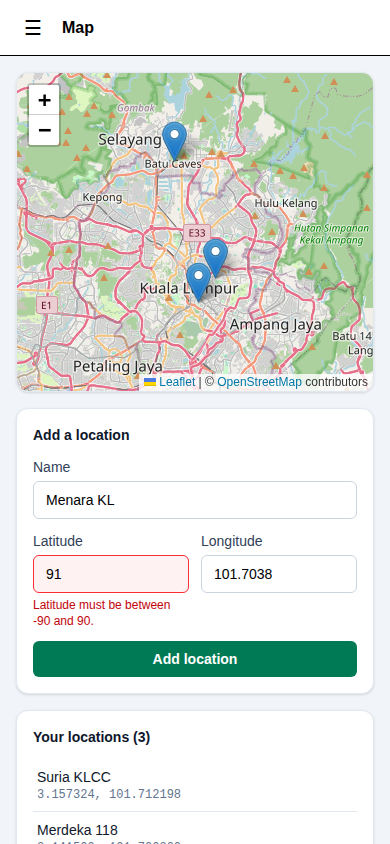 ☰ Map
+
−
Gombak
Selayang
Batu Caves
Kepong
Hulu Kelang
Hutan Simpanan
Kekal Ampang
E33
Kuala Lumpur
E1
Ampang Jaya
Batu 14
Lang
Petaling Jaya
Leaflet | © OpenStreetMap contributors
Add a location
Name
Menara KL
Latitude Longitude
91 101.7038
Latitude must be between
-90 and 90.
Add location
Your locations (3)
Suria KLCC
3.157324, 101.712198
Merdeka 118